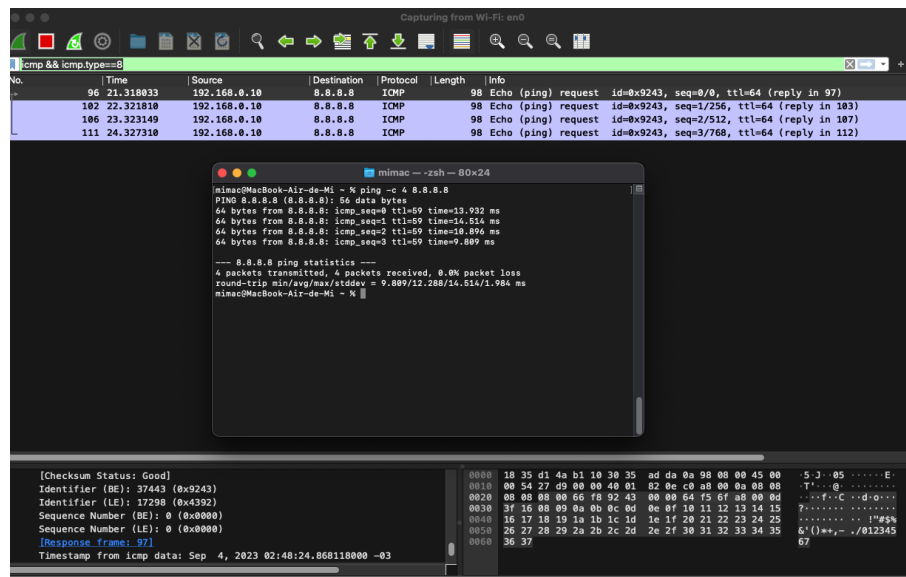 Capturing from Wi-Fi: en0
icmp && icmp.type==8
No. Time Source Destination Protocol Length Info
96 21.318033 192.168.0.10 8.8.8.8 ICMP 98 Echo (ping) request id=0x9243, seq=0/0, ttl=64 (reply in 97)
102 22.321810 192.168.0.10 8.8.8.8 ICMP 98 Echo (ping) request id=0x9243, seq=1/256, ttl=64 (reply in 103)
106 23.323149 192.168.0.10 8.8.8.8 ICMP 98 Echo (ping) request id=0x9243, seq=2/512, ttl=64 (reply in 107)
111 24.327310 192.168.0.10 8.8.8.8 ICMP 98 Echo (ping) request id=0x9243, seq=3/768, ttl=64 (reply in 112)
mimac — -zsh — 80×24
mimac@MacBook-Air-de-Mi ~ % ping -c 4 8.8.8.8
PING 8.8.8.8 (8.8.8.8): 56 data bytes
64 bytes from 8.8.8.8: icmp_seq=0 ttl=59 time=13.932 ms
64 bytes from 8.8.8.8: icmp_seq=1 ttl=59 time=14.514 ms
64 bytes from 8.8.8.8: icmp_seq=2 ttl=59 time=10.896 ms
64 bytes from 8.8.8.8: icmp_seq=3 ttl=59 time=9.809 ms
--- 8.8.8.8 ping statistics ---
4 packets transmitted, 4 packets received, 0.0% packet loss
round-trip min/avg/max/stddev = 9.809/12.288/14.514/1.984 ms
mimac@MacBook-Air-de-Mi ~ %
[Checksum Status: Good]
Identifier (BE): 37443 (0x9243)
Identifier (LE): 17298 (0x4392)
Sequence Number (BE): 0 (0x0000)
Sequence Number (LE): 0 (0x0000)
[Response frame: 97]
Timestamp from icmp data: Sep 4, 2023 02:48:24.868118000 -03
0000 18 35 d1 4a b1 10 30 35 ad da 0a 98 08 00 45 00 ·5·J··05 ······E·
0010 00 54 27 d9 00 00 40 01 82 0e c0 a8 00 0a 08 08 ·T'···@· ········
0020 08 08 08 00 66 f8 92 43 00 00 64 f5 6f a8 00 0d ····f··C ··d·o···
0030 3f 16 08 09 0a 0b 0c 0d 0e 0f 10 11 12 13 14 15 ?······· ········
0040 16 17 18 19 1a 1b 1c 1d 1e 1f 20 21 22 23 24 25 ········ ·· !"#$%
0050 26 27 28 29 2a 2b 2c 2d 2e 2f 30 31 32 33 34 35 &'()*+,- ./012345
0060 36 37 67